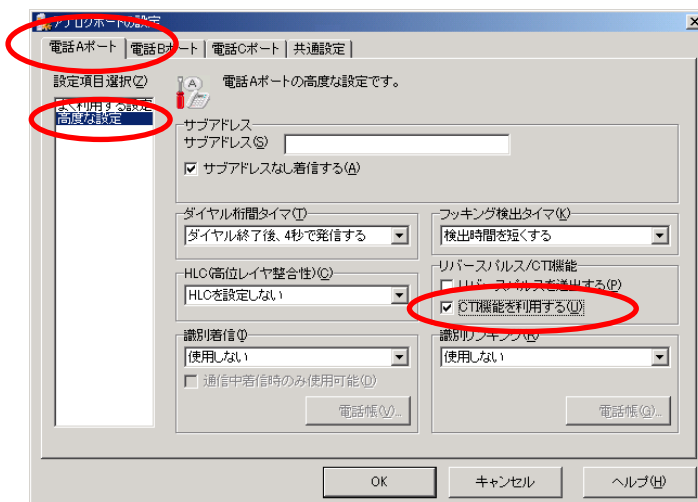 アナログポートの設定
電話Aポート 電話Bポート 電話Cポート 共通設定
設定項目選択(Z)
よく利用する設定
高度な設定
電話Aポートの高度な設定です。
サブアドレス
サブアドレス(S)
サブアドレスなし着信する(A)
ダイヤル桁間タイマ(T)
ダイヤル終了後、4秒で発信する
フッキング検出タイマ(K)
検出時間を短くする
HLC(高位レイヤ整合性)(C)
HLCを設定しない
リバースパルス/CTI機能
リバースパルスを送出する(P)
CTI機能を利用する(U)
識別着信(I)
使用しない
通信中着信時のみ使用可能(D)
電話帳(V)...
識別リンギング(R)
使用しない
電話帳(G)...
OK キャンセル ヘルプ(H)